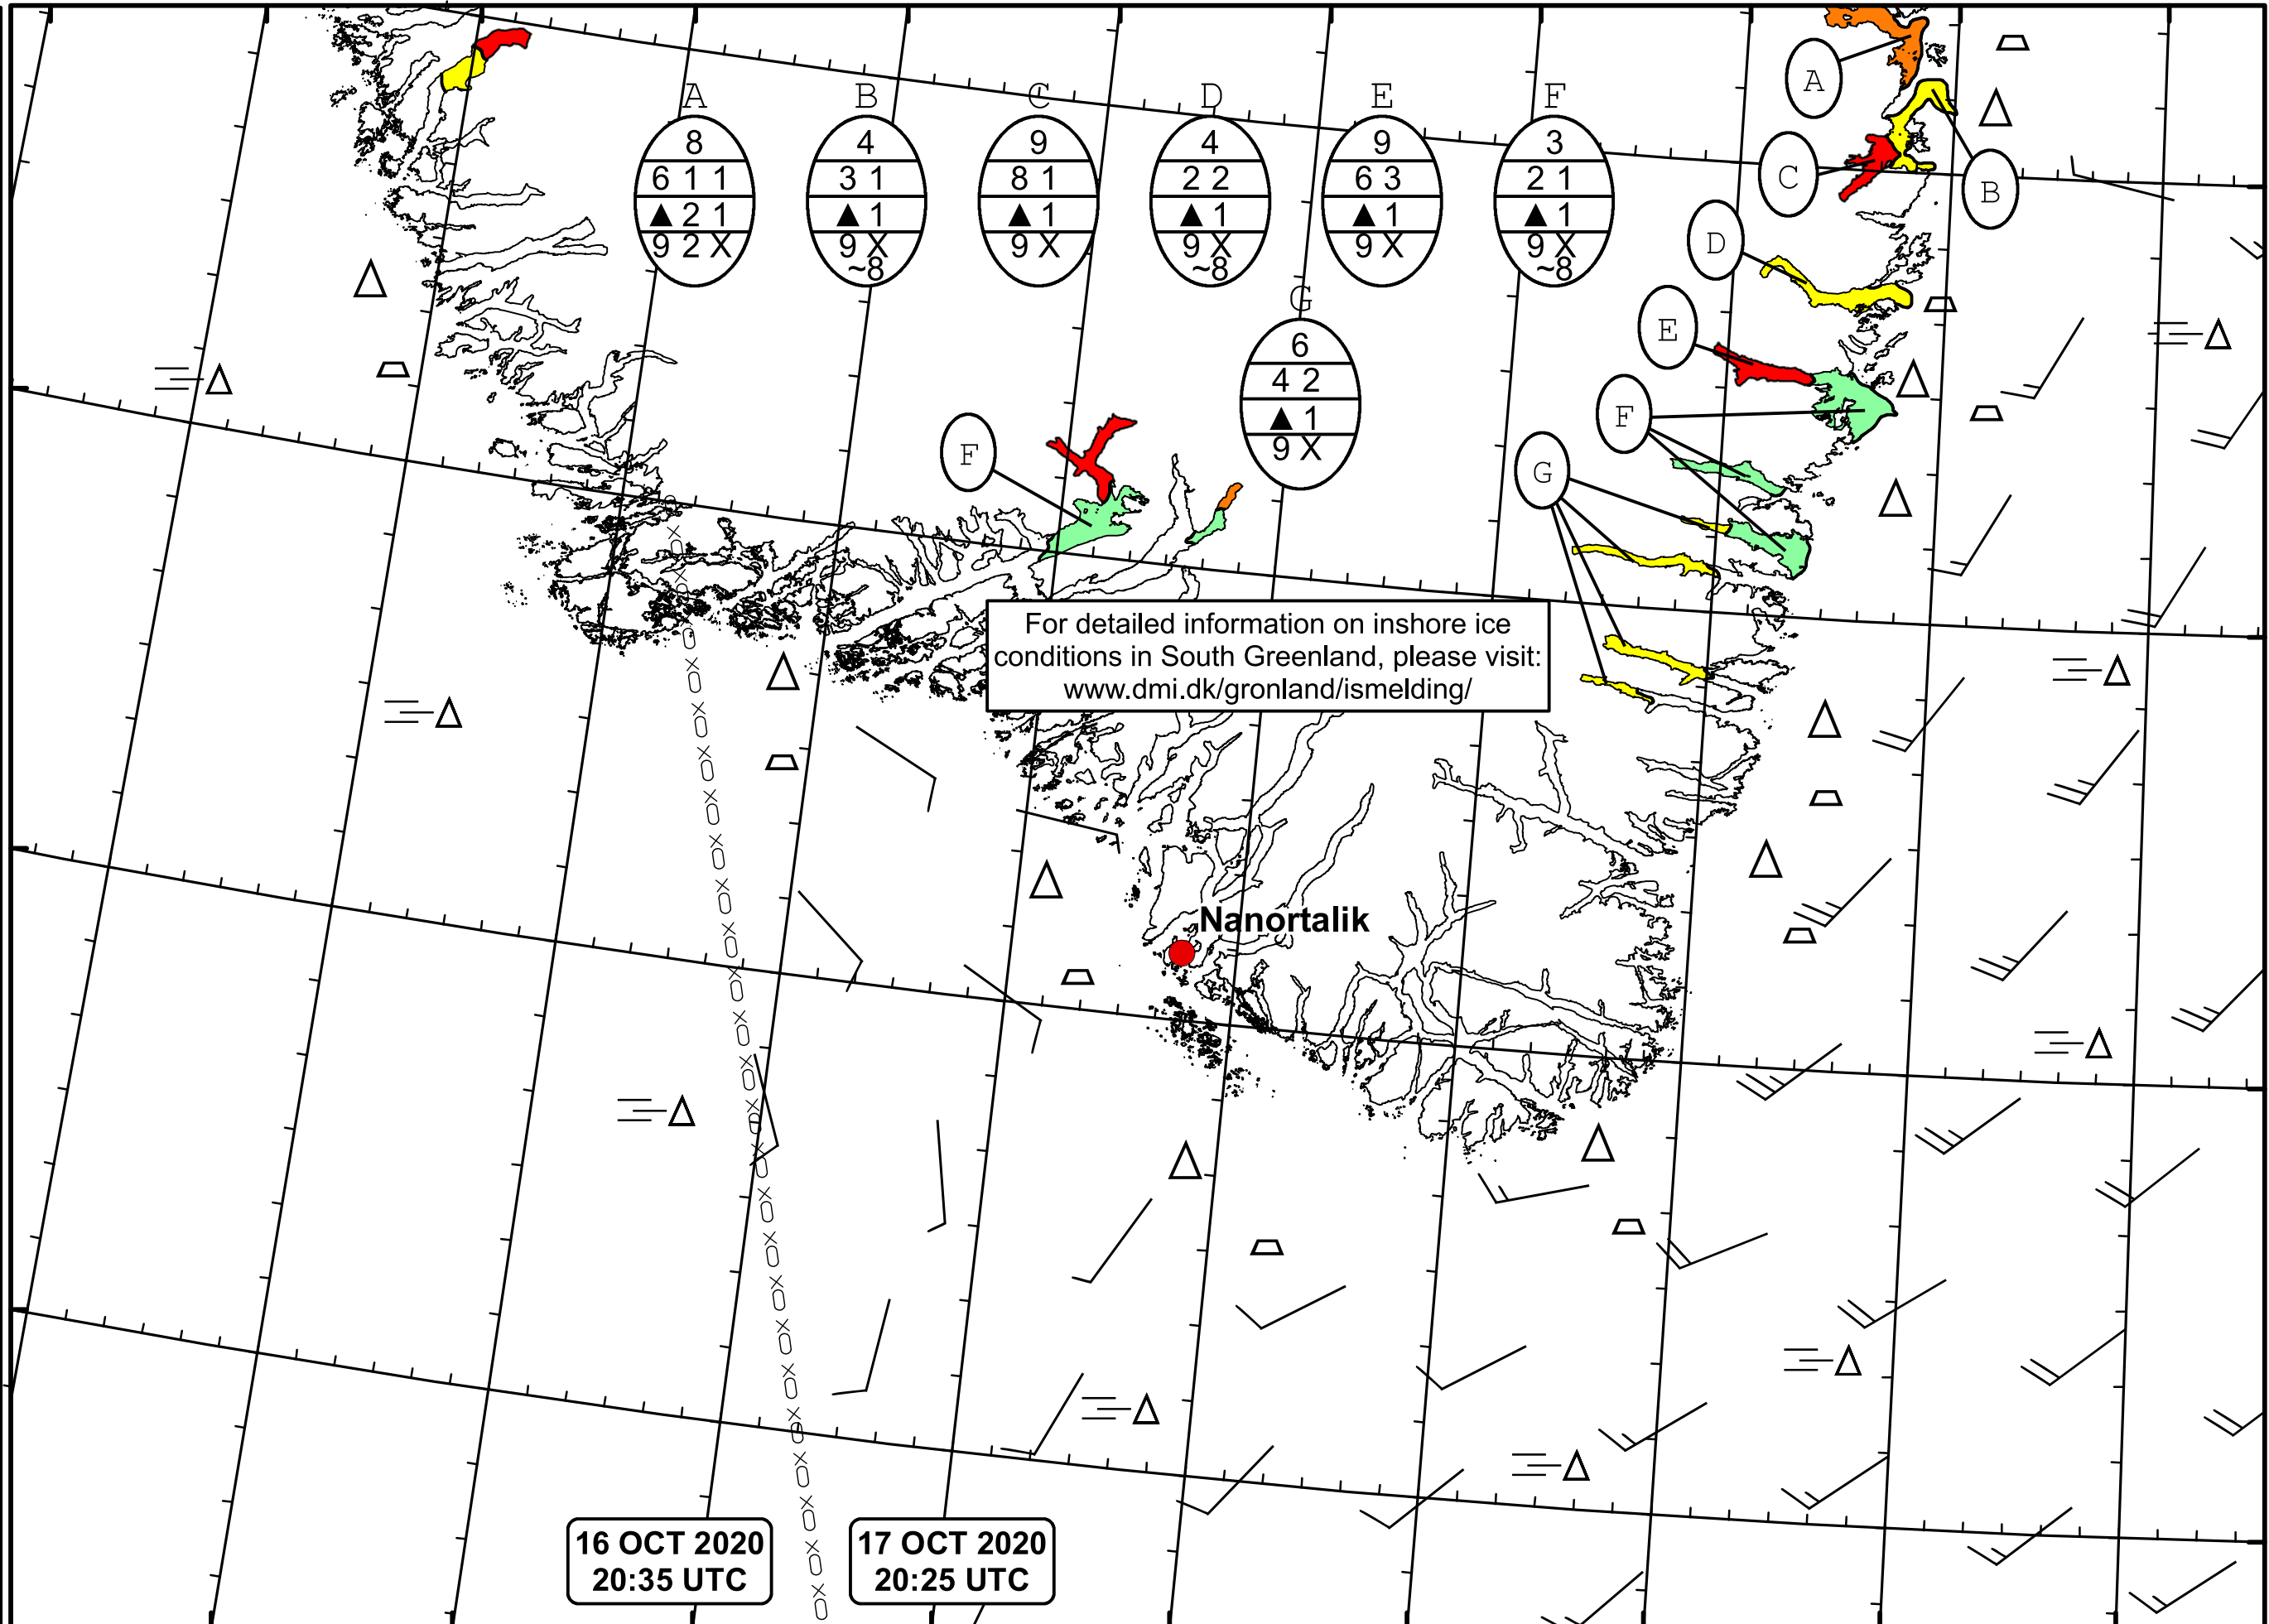 A B C D E F
8 4 9 4 9 3
6 1 1 3 1 8 1 2 2 6 3 2 1
▲ 2 1 ▲ 1 ▲ 1 ▲ 1 ▲ 1 ▲ 1
9 2 X 9 X 9 X 9 X 9 X 9 X
~8 ~8 ~8
G
6
4 2
▲ 1
9 X
A
B
C
D
E
F
F
G
For detailed information on inshore ice
conditions in South Greenland, please visit:
www.dmi.dk/gronland/ismelding/
Nanortalik
16 OCT 2020
20:35 UTC
17 OCT 2020
20:25 UTC